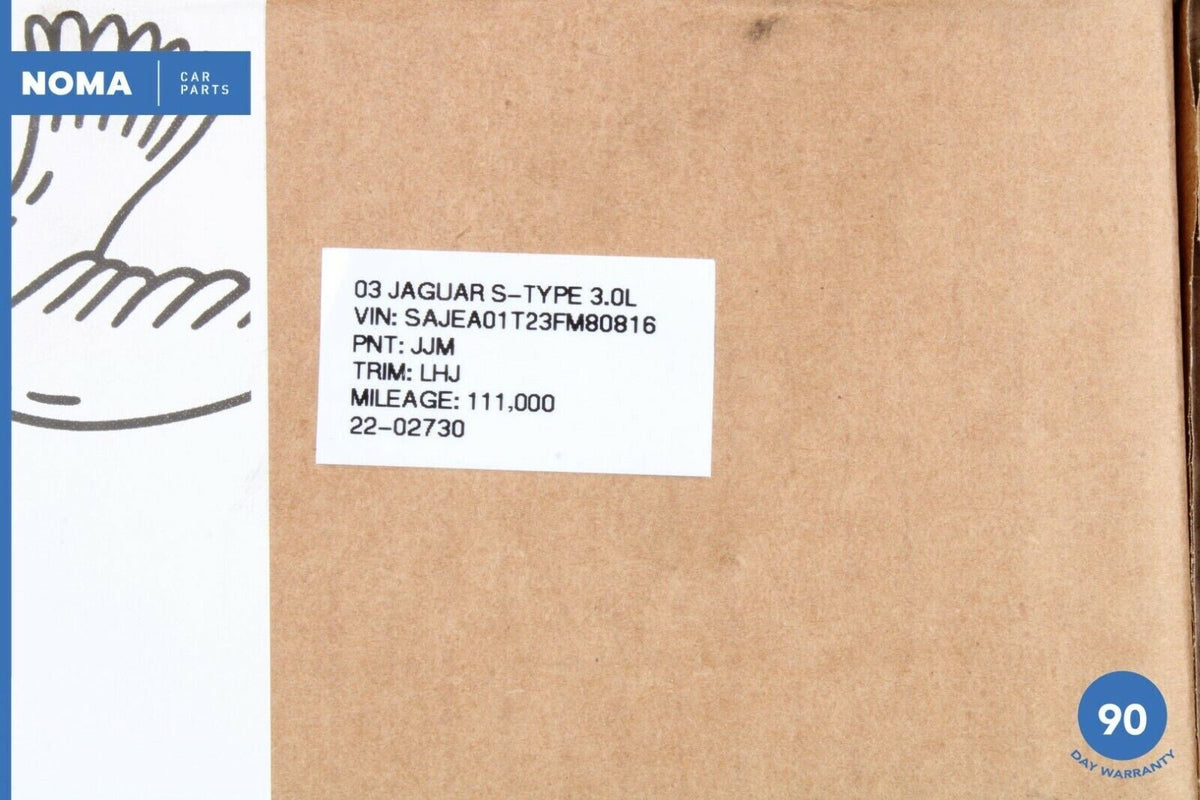 NOMA
CAR
PARTS
03 JAGUAR S-TYPE 3.0L
VIN: SAJEA01T23FM80816
PNT: JJM
TRIM: LHJ
MILEAGE: 111,000
22-02730
90
DAY WARRANTY